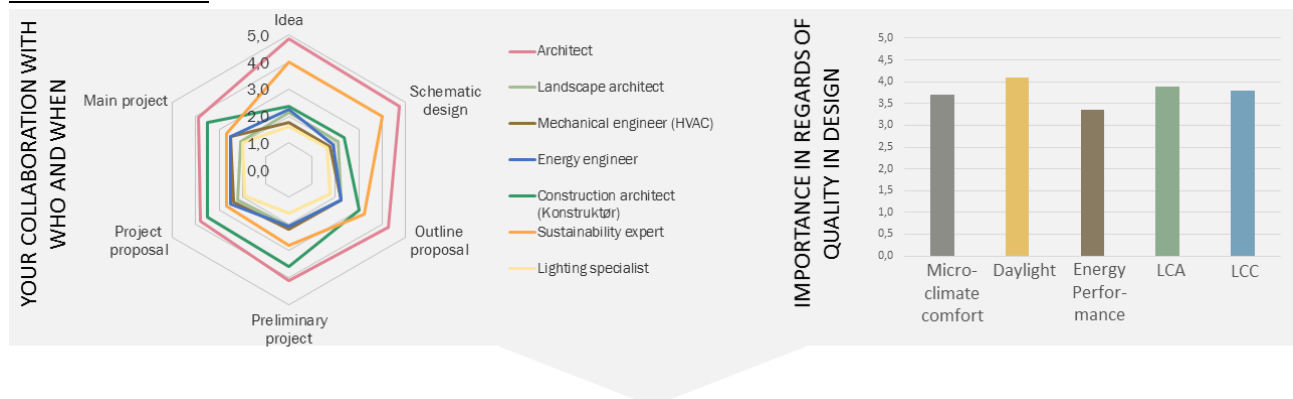 YOUR COLLABORATION WITH
WHO AND WHEN
Idea
5,0
4,0
3,0
2,0
1,0
0,0
Schematic
design
Outline
proposal
Preliminary
project
Project
proposal
Main project
Architect
Landscape architect
Mechanical engineer (HVAC)
Energy engineer
Construction architect
(Konstruktør)
Sustainability expert
Lighting specialist
IMPORTANCE IN REGARDS OF
QUALITY IN DESIGN
5,0
4,5
4,0
3,5
3,0
2,5
2,0
1,5
1,0
0,5
0,0
Micro-
climate
comfort
Daylight
Energy
Perfor-
mance
LCA
LCC